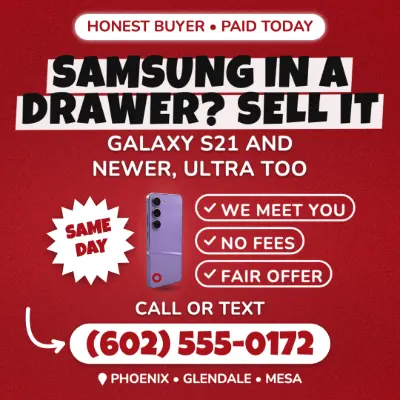 HONEST BUYER • PAID TODAY
SAMSUNG IN A
DRAWER? SELL IT
GALAXY S21 AND
NEWER, ULTRA TOO
SAME
DAY
WE MEET YOU
NO FEES
FAIR OFFER
CALL OR TEXT
(602) 555-0172
PHOENIX • GLENDALE • MESA